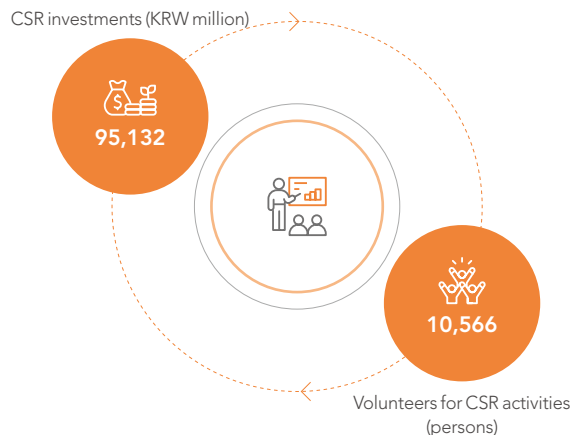 CSR investments (KRW million)
$
95,132
10,566
Volunteers for CSR activities
(persons)